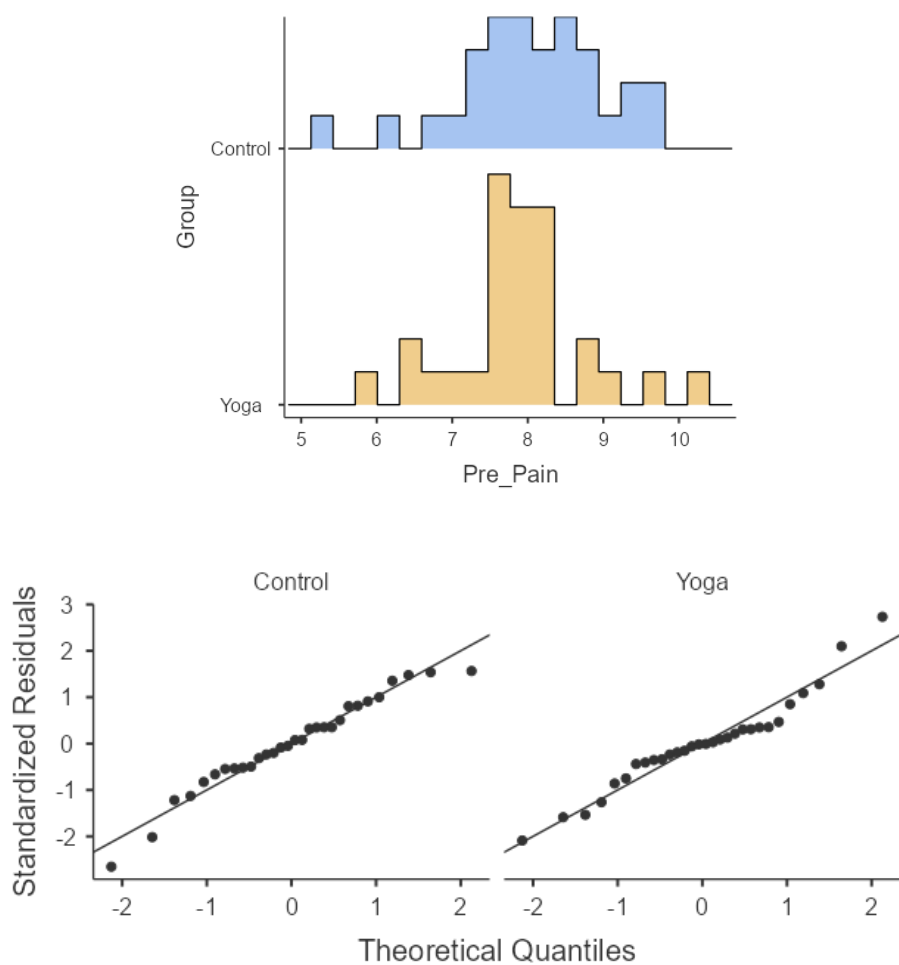 Control
Group
Yoga
5 6 7 8 9 10
Pre_Pain
Control Yoga
Standardized Residuals
3
2
1
0
-1
-2
-2 -1 0 1 2 -2 -1 0 1 2
Theoretical Quantiles